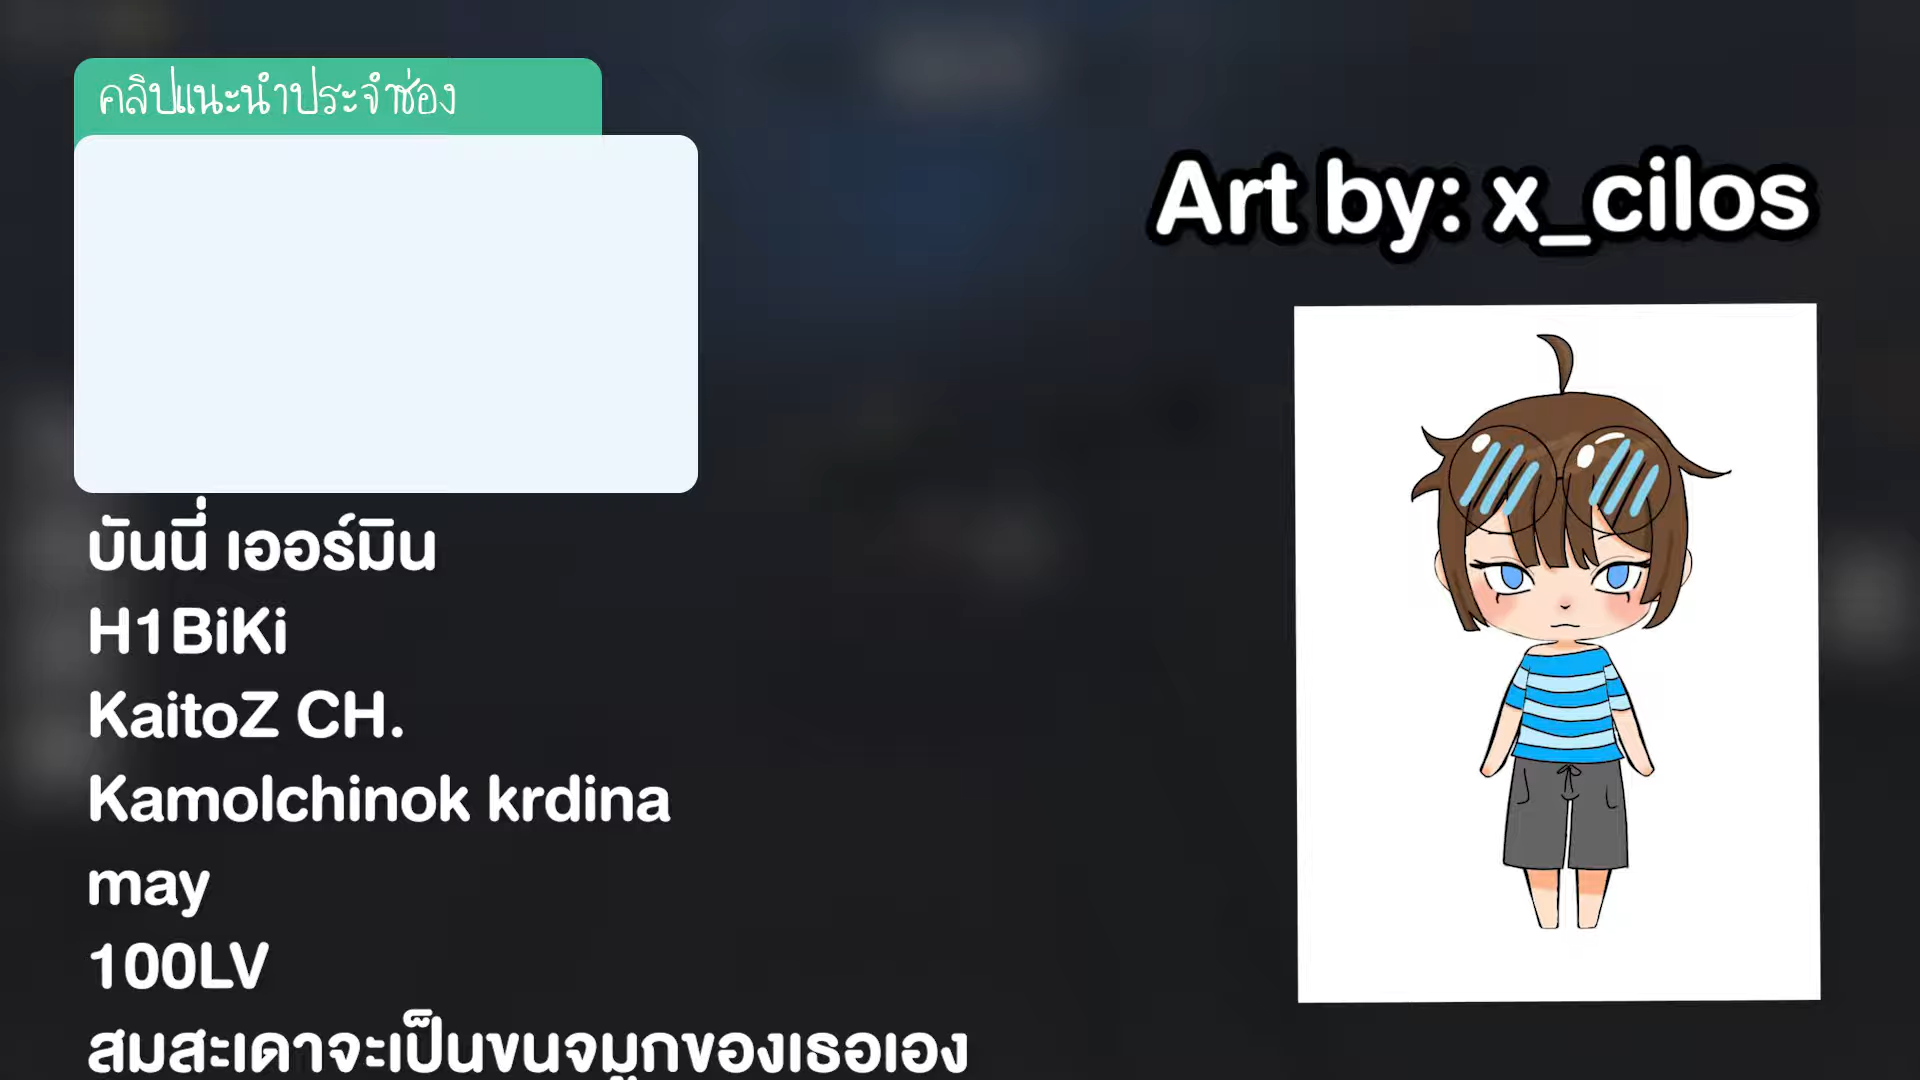 คลิปแนะนำประจำช่อง
Art by: x_cilos
บันนี่ เออร์มิน
H1BiKi
KaitoZ CH.
Kamolchinok krdina
may
100LV
สมสะเดาจะเป็นขนจมูกของเธอเอง